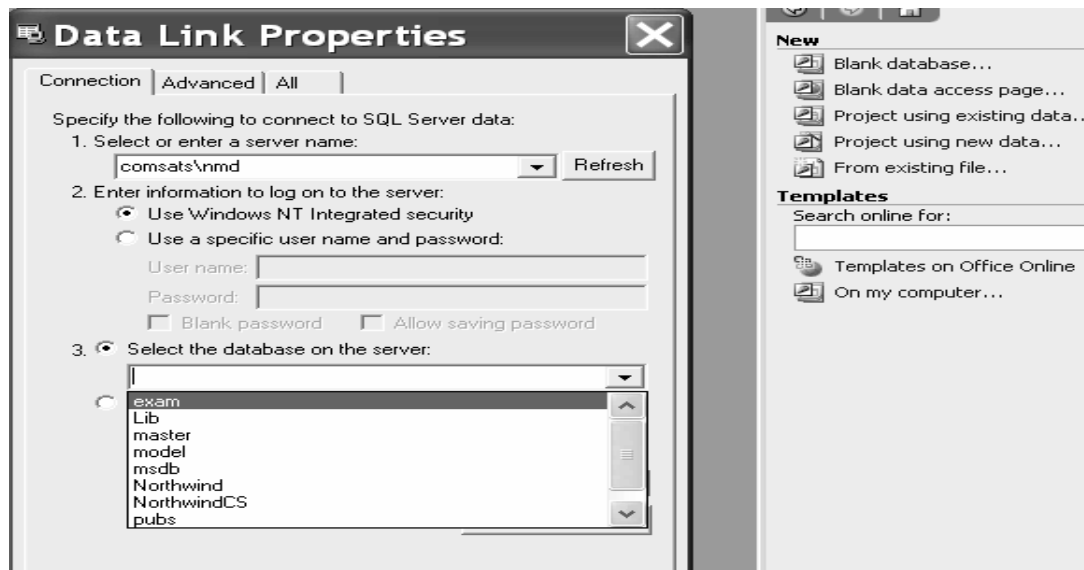 Data Link Properties
Connection Advanced All
Specify the following to connect to SQL Server data:
1. Select or enter a server name:
comsats\nmd Refresh
2. Enter information to log on to the server:
Use Windows NT Integrated security
Use a specific user name and password:
User name:
Password:
Blank password Allow saving password
3. Select the database on the server:
exam
Lib
master
model
msdb
Northwind
NorthwindCS
pubs
New
Blank database...
Blank data access page...
Project using existing data..
Project using new data...
From existing file...
Templates
Search online for:
Templates on Office Online
On my computer...